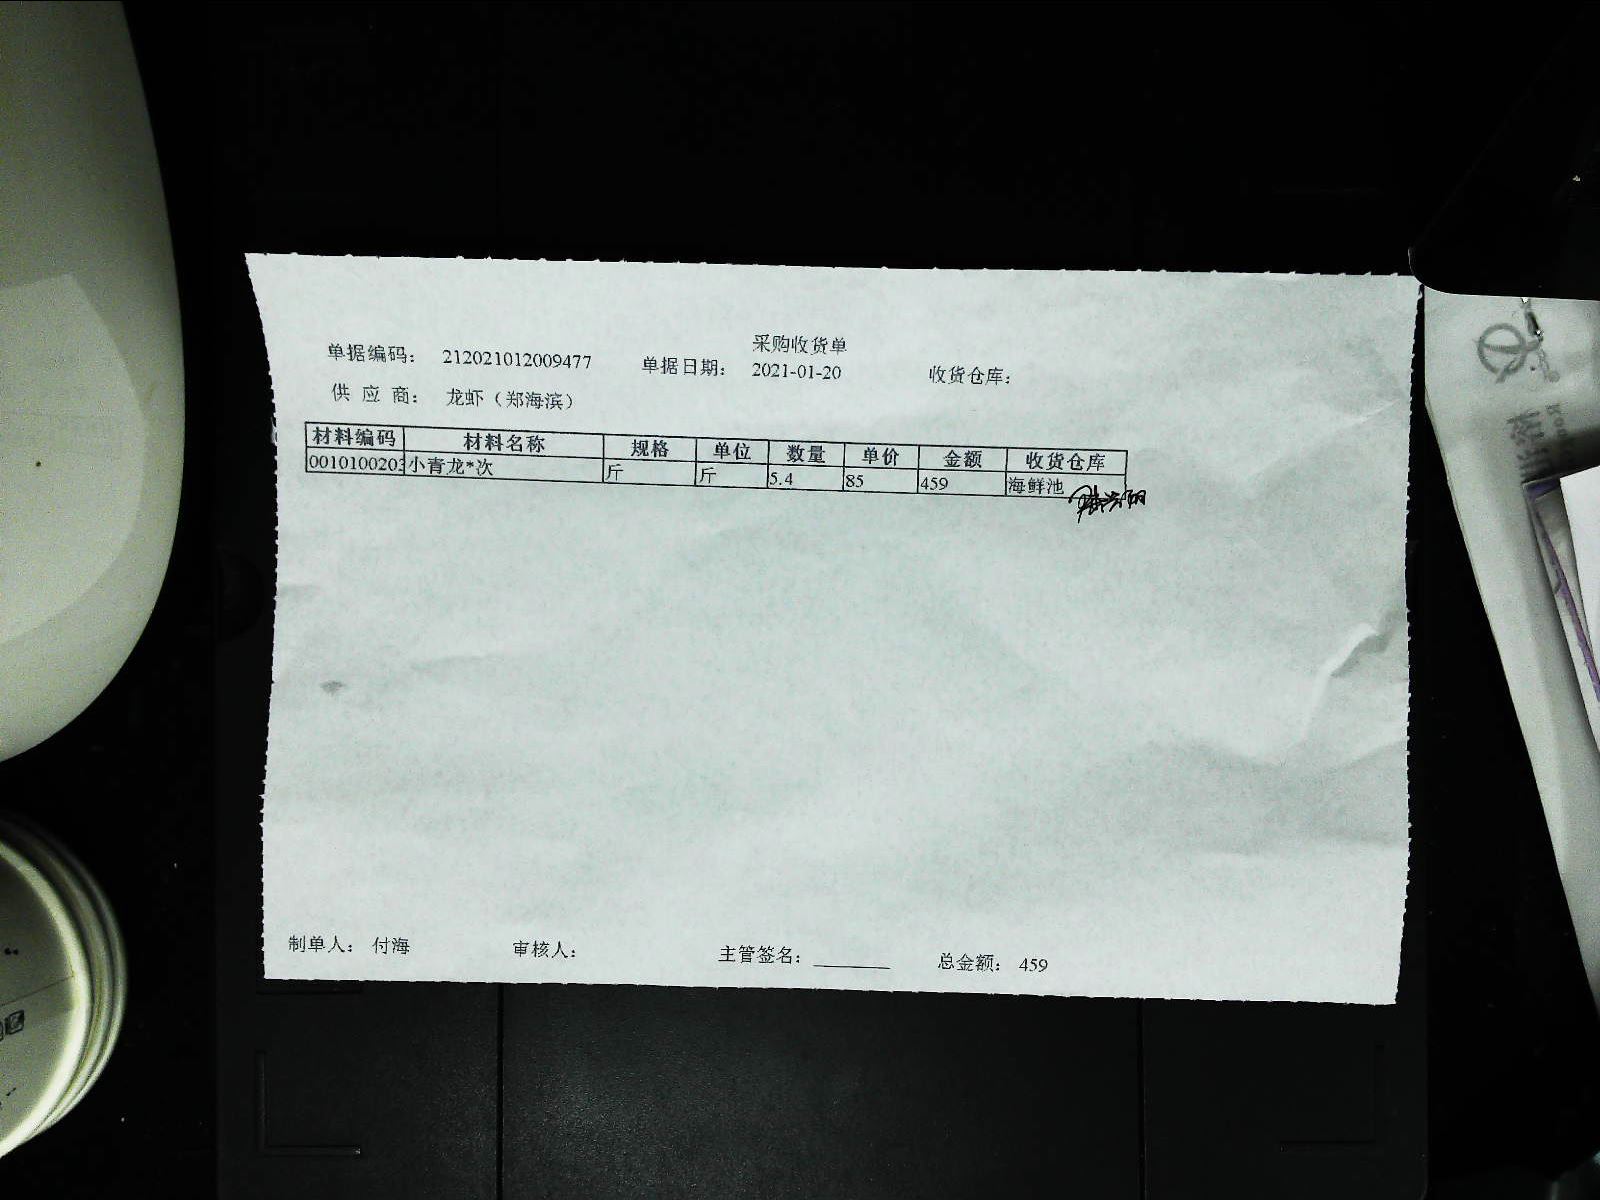 采购收货单
单据编码： 212021012009477 单据日期： 2021-01-20 收货仓库：
供 应 商： 龙虾（郑海滨）
材料编码 材料名称 规格 单位 数量 单价 金额 收货仓库
0010100203 小青龙*次 斤 斤 5.4 85 459 海鲜池
制单人： 付海 审核人： 主管签名： ________ 总金额： 459